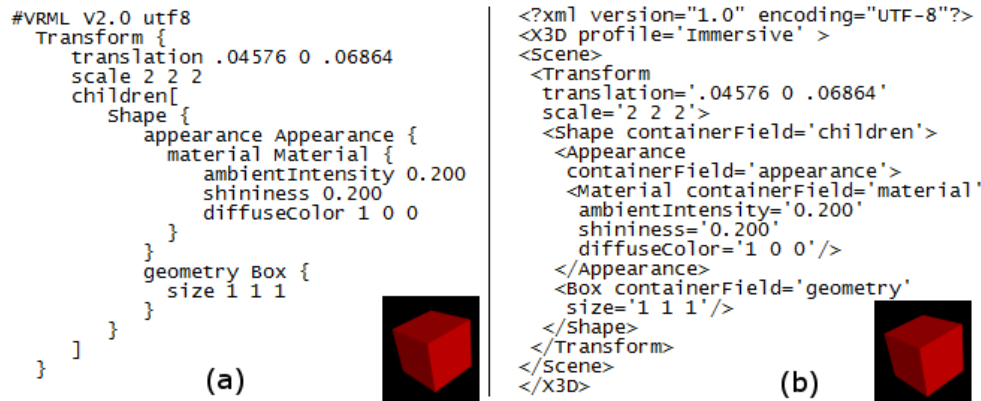 #VRML V2.0 utf8
Transform {
translation .04576 0 .06864
scale 2 2 2
children[
Shape {
appearance Appearance {
material Material {
ambientIntensity 0.200
shininess 0.200
diffuseColor 1 0 0
}
}
geometry Box {
size 1 1 1
}
}
]
}
(a)
<?xml version="1.0" encoding="UTF-8"?>
<X3D profile='Immersive' >
<Scene>
<Transform
translation='.04576 0 .06864'
scale='2 2 2'>
<Shape containerField='children'>
<Appearance
containerField='appearance'>
<Material containerField='material'
ambientIntensity='0.200'
shininess='0.200'
diffuseColor='1 0 0'/>
</Appearance>
<Box containerField='geometry'
size='1 1 1'/>
</Shape>
</Transform>
</Scene>
</X3D>
(b)